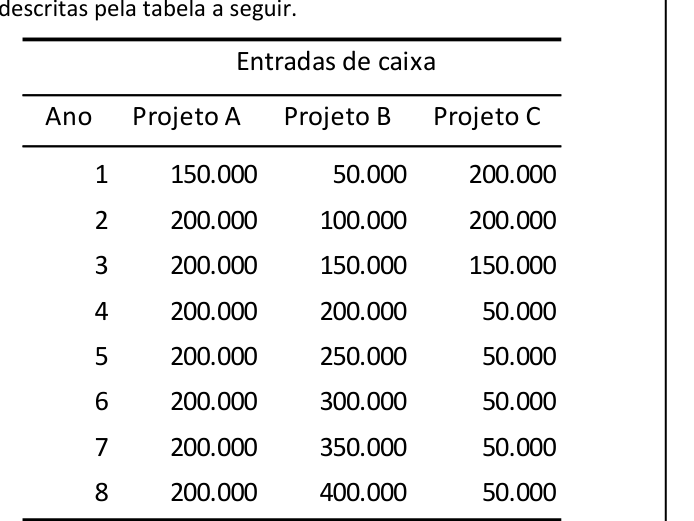 descritas pela tabela a seguir.
Entradas de caixa
Ano Projeto A Projeto B Projeto C
1 150.000 50.000 200.000
2 200.000 100.000 200.000
3 200.000 150.000 150.000
4 200.000 200.000 50.000
5 200.000 250.000 50.000
6 200.000 300.000 50.000
7 200.000 350.000 50.000
8 200.000 400.000 50.000